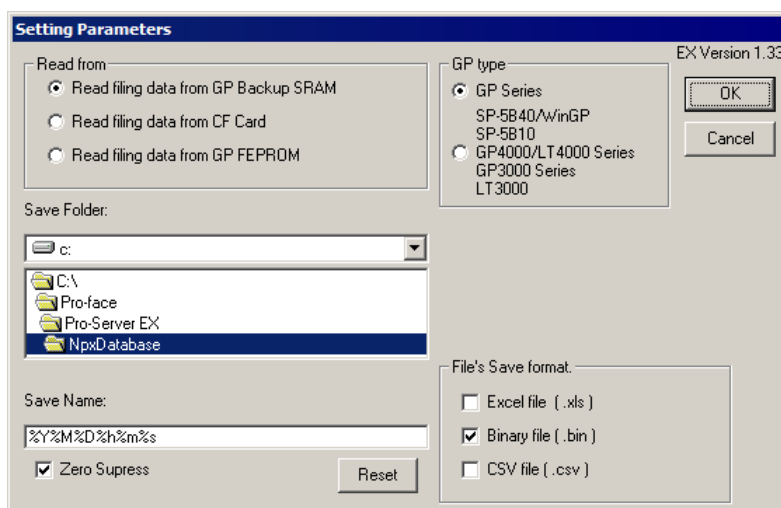 Setting Parameters
EX Version 1.33
Read from
Read filing data from GP Backup SRAM
Read filing data from CF Card
Read filing data from GP FEPROM
GP type
GP Series
SP-5B40/WinGP
SP-5B10
GP4000/LT4000 Series
GP3000 Series
LT3000
OK
Cancel
Save Folder:
c:
C:\
Pro-face
Pro-Server EX
NpxDatabase
Save Name:
%Y%M%D%h%m%s
Zero Supress
Reset
File's Save format.
Excel file ( .xls )
Binary file ( .bin )
CSV file ( .csv )